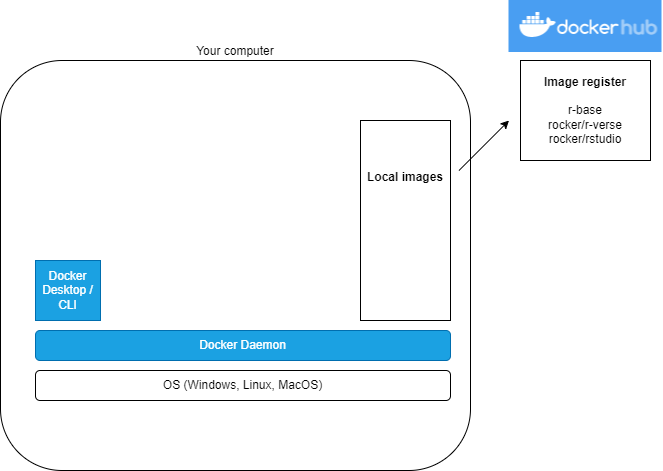 dockerhub
Your computer
Image register
r-base
rocker/r-verse
rocker/rstudio
Local images
Docker
Desktop /
CLI
Docker Daemon
OS (Windows, Linux, MacOS)